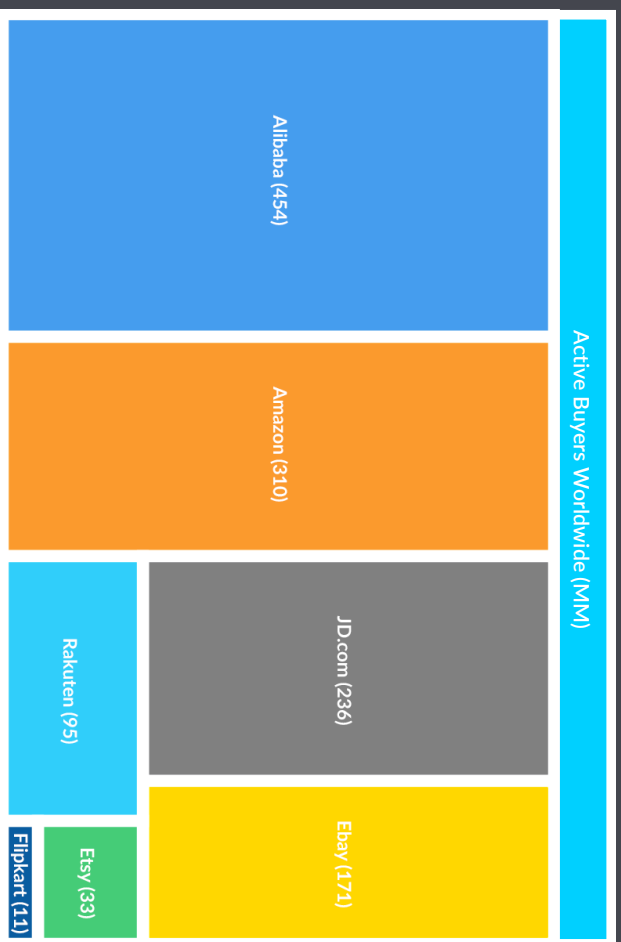 Active Buyers Worldwide (MM)
Alibaba (454)
Amazon (310)
JD.com (236)
Ebay (171)
Rakuten (95)
Etsy (33)
Flipkart (11)